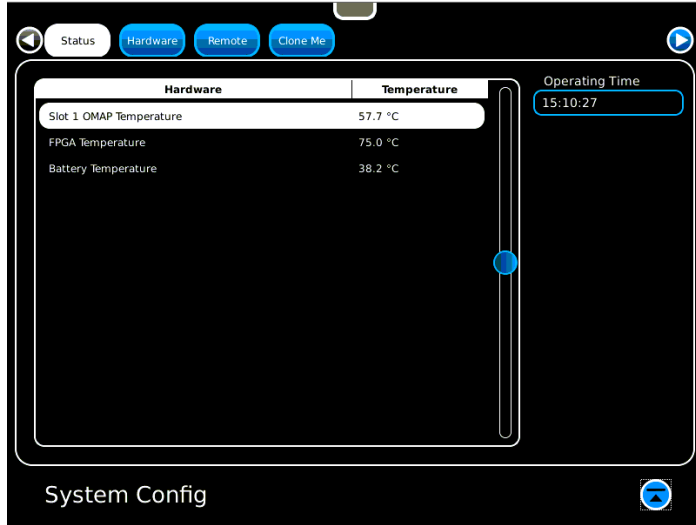 Status Hardware Remote Clone Me
Hardware Temperature
Slot 1 OMAP Temperature 57.7 °C
FPGA Temperature 75.0 °C
Battery Temperature 38.2 °C
Operating Time
15:10:27
System Config